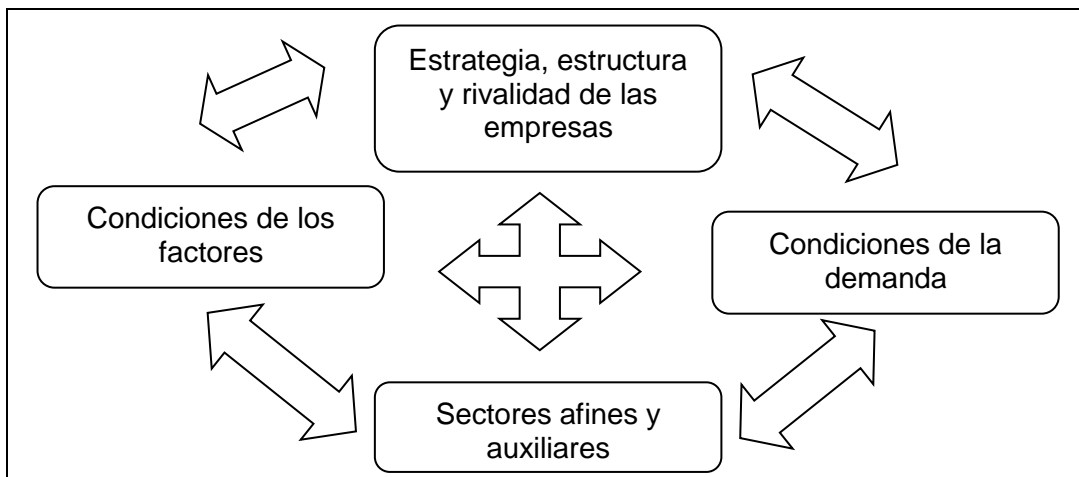 Estrategia, estructura
y rivalidad de las
empresas
Condiciones de los
factores
Condiciones de la
demanda
Sectores afines y
auxiliares